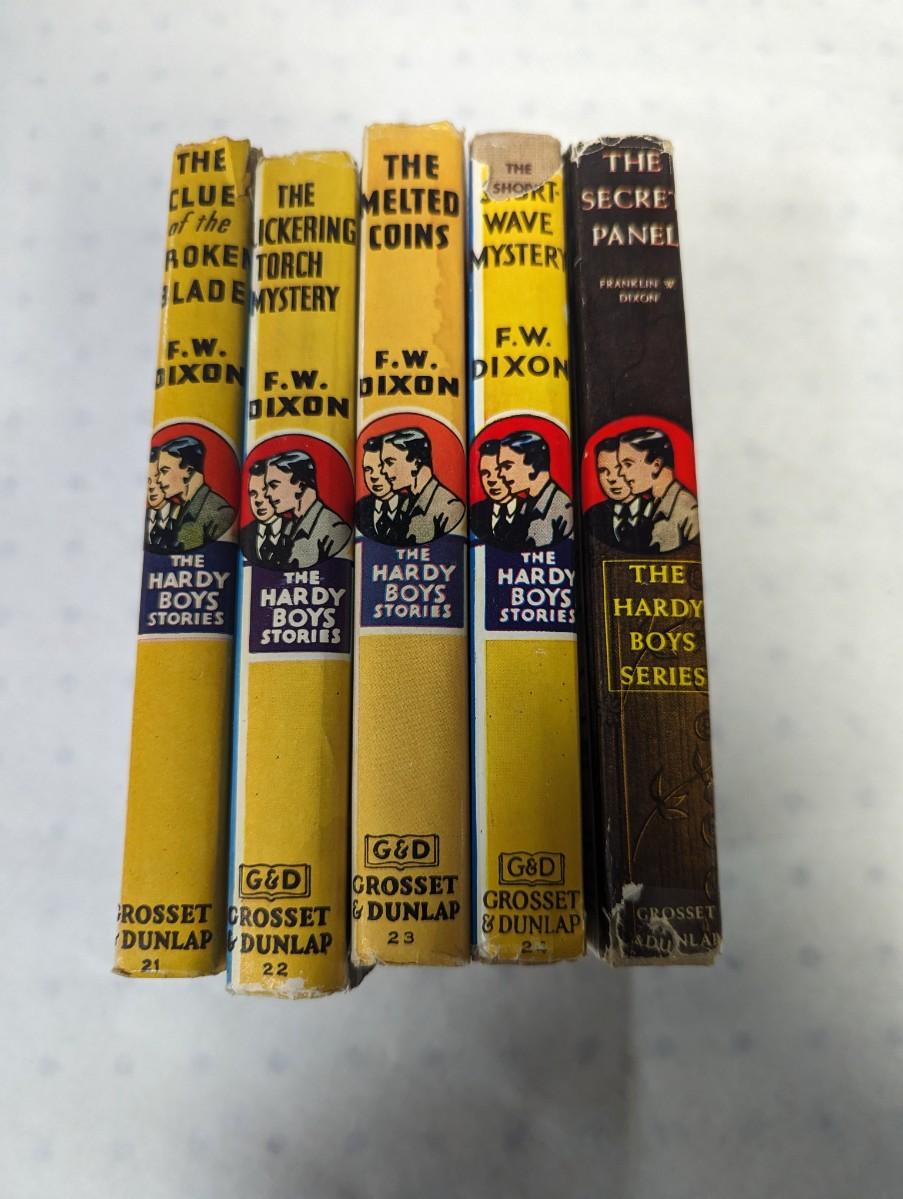 THE
CLUE
of the
ROKEN
BLADE
F.W.
DIXON
THE
HARDY
BOYS
STORIES
GROSSET
& DUNLAP
21
THE
LICKERING
TORCH
MYSTERY
F.W.
DIXON
THE
HARDY
BOYS
STORIES
G&D
GROSSET
& DUNLAP
22
THE
MELTED
COINS
F.W.
DIXON
THE
HARDY
BOYS
STORIES
G&D
GROSSET
& DUNLAP
23
THE
SHORT-
WAVE
MYSTERY
F.W.
DIXON
THE
HARDY
BOYS
STORIES
G&D
GROSSET
& DUNLAP
24
THE
SECRET
PANEL
FRANKLIN W
DIXON
THE
HARDY
BOYS
SERIES
GROSSET
& DUNLAP